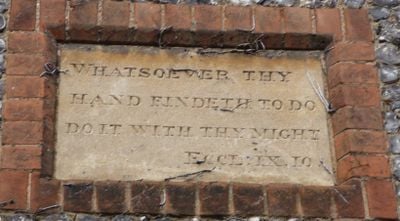 WHATSOEVER THY
HAND FINDETH TO DO
DO IT WITH THY MIGHT
ECCL: IX. 10